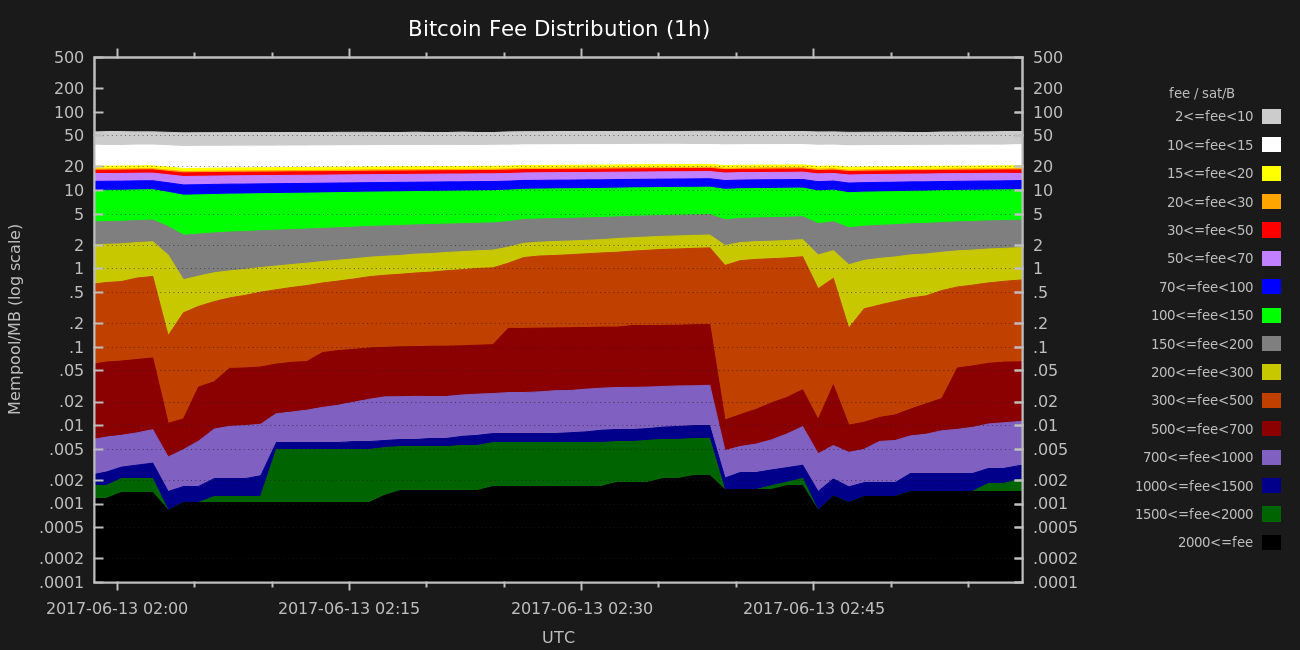 Bitcoin Fee Distribution (1h)
500 500
200 200
100 100
50 50
20 20
10 10
5 5
2 2
1 1
.5 .5
.2 .2
.1 .1
.05 .05
.02 .02
.01 .01
.005 .005
.002 .002
.001 .001
.0005 .0005
.0002 .0002
.0001 .0001
Mempool/MB (log scale)
2017-06-13 02:00 2017-06-13 02:15 2017-06-13 02:30 2017-06-13 02:45
UTC
fee / sat/B
2<=fee<10
10<=fee<15
15<=fee<20
20<=fee<30
30<=fee<50
50<=fee<70
70<=fee<100
100<=fee<150
150<=fee<200
200<=fee<300
300<=fee<500
500<=fee<700
700<=fee<1000
1000<=fee<1500
1500<=fee<2000
2000<=fee